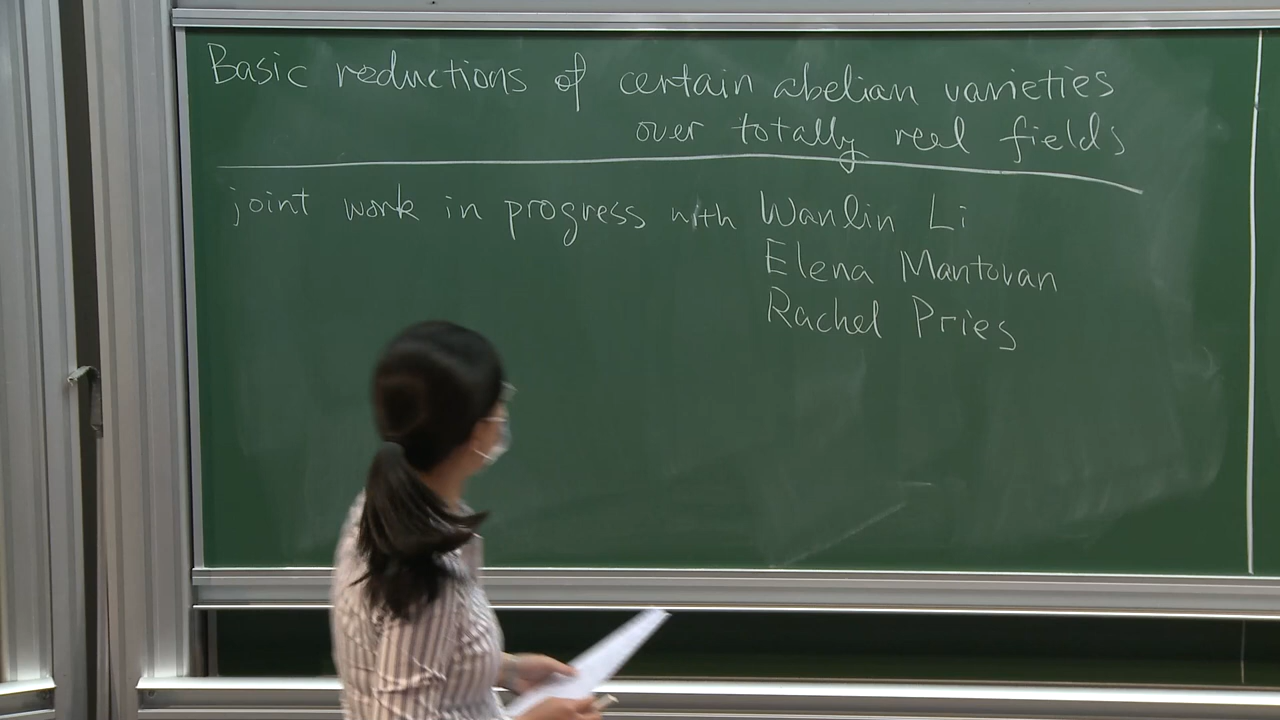 Basic reductions of certain abelian varieties
over totally real fields
joint work in progress with Wanlin Li
Elena Mantovan
Rachel Pries